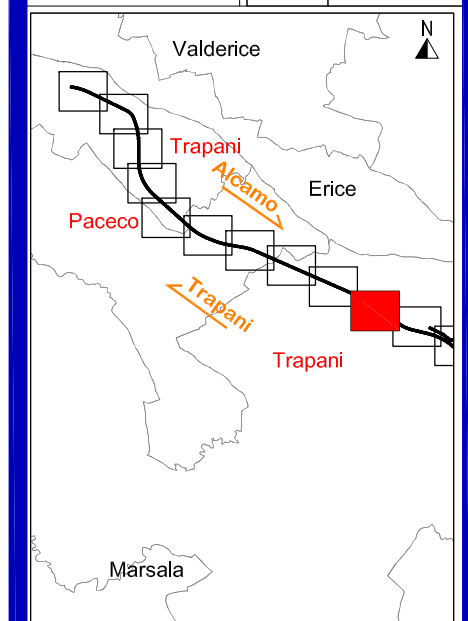 N
Valderice
Trapani
Alcamo
Erice
Paceco
Trapani
Trapani
Marsala